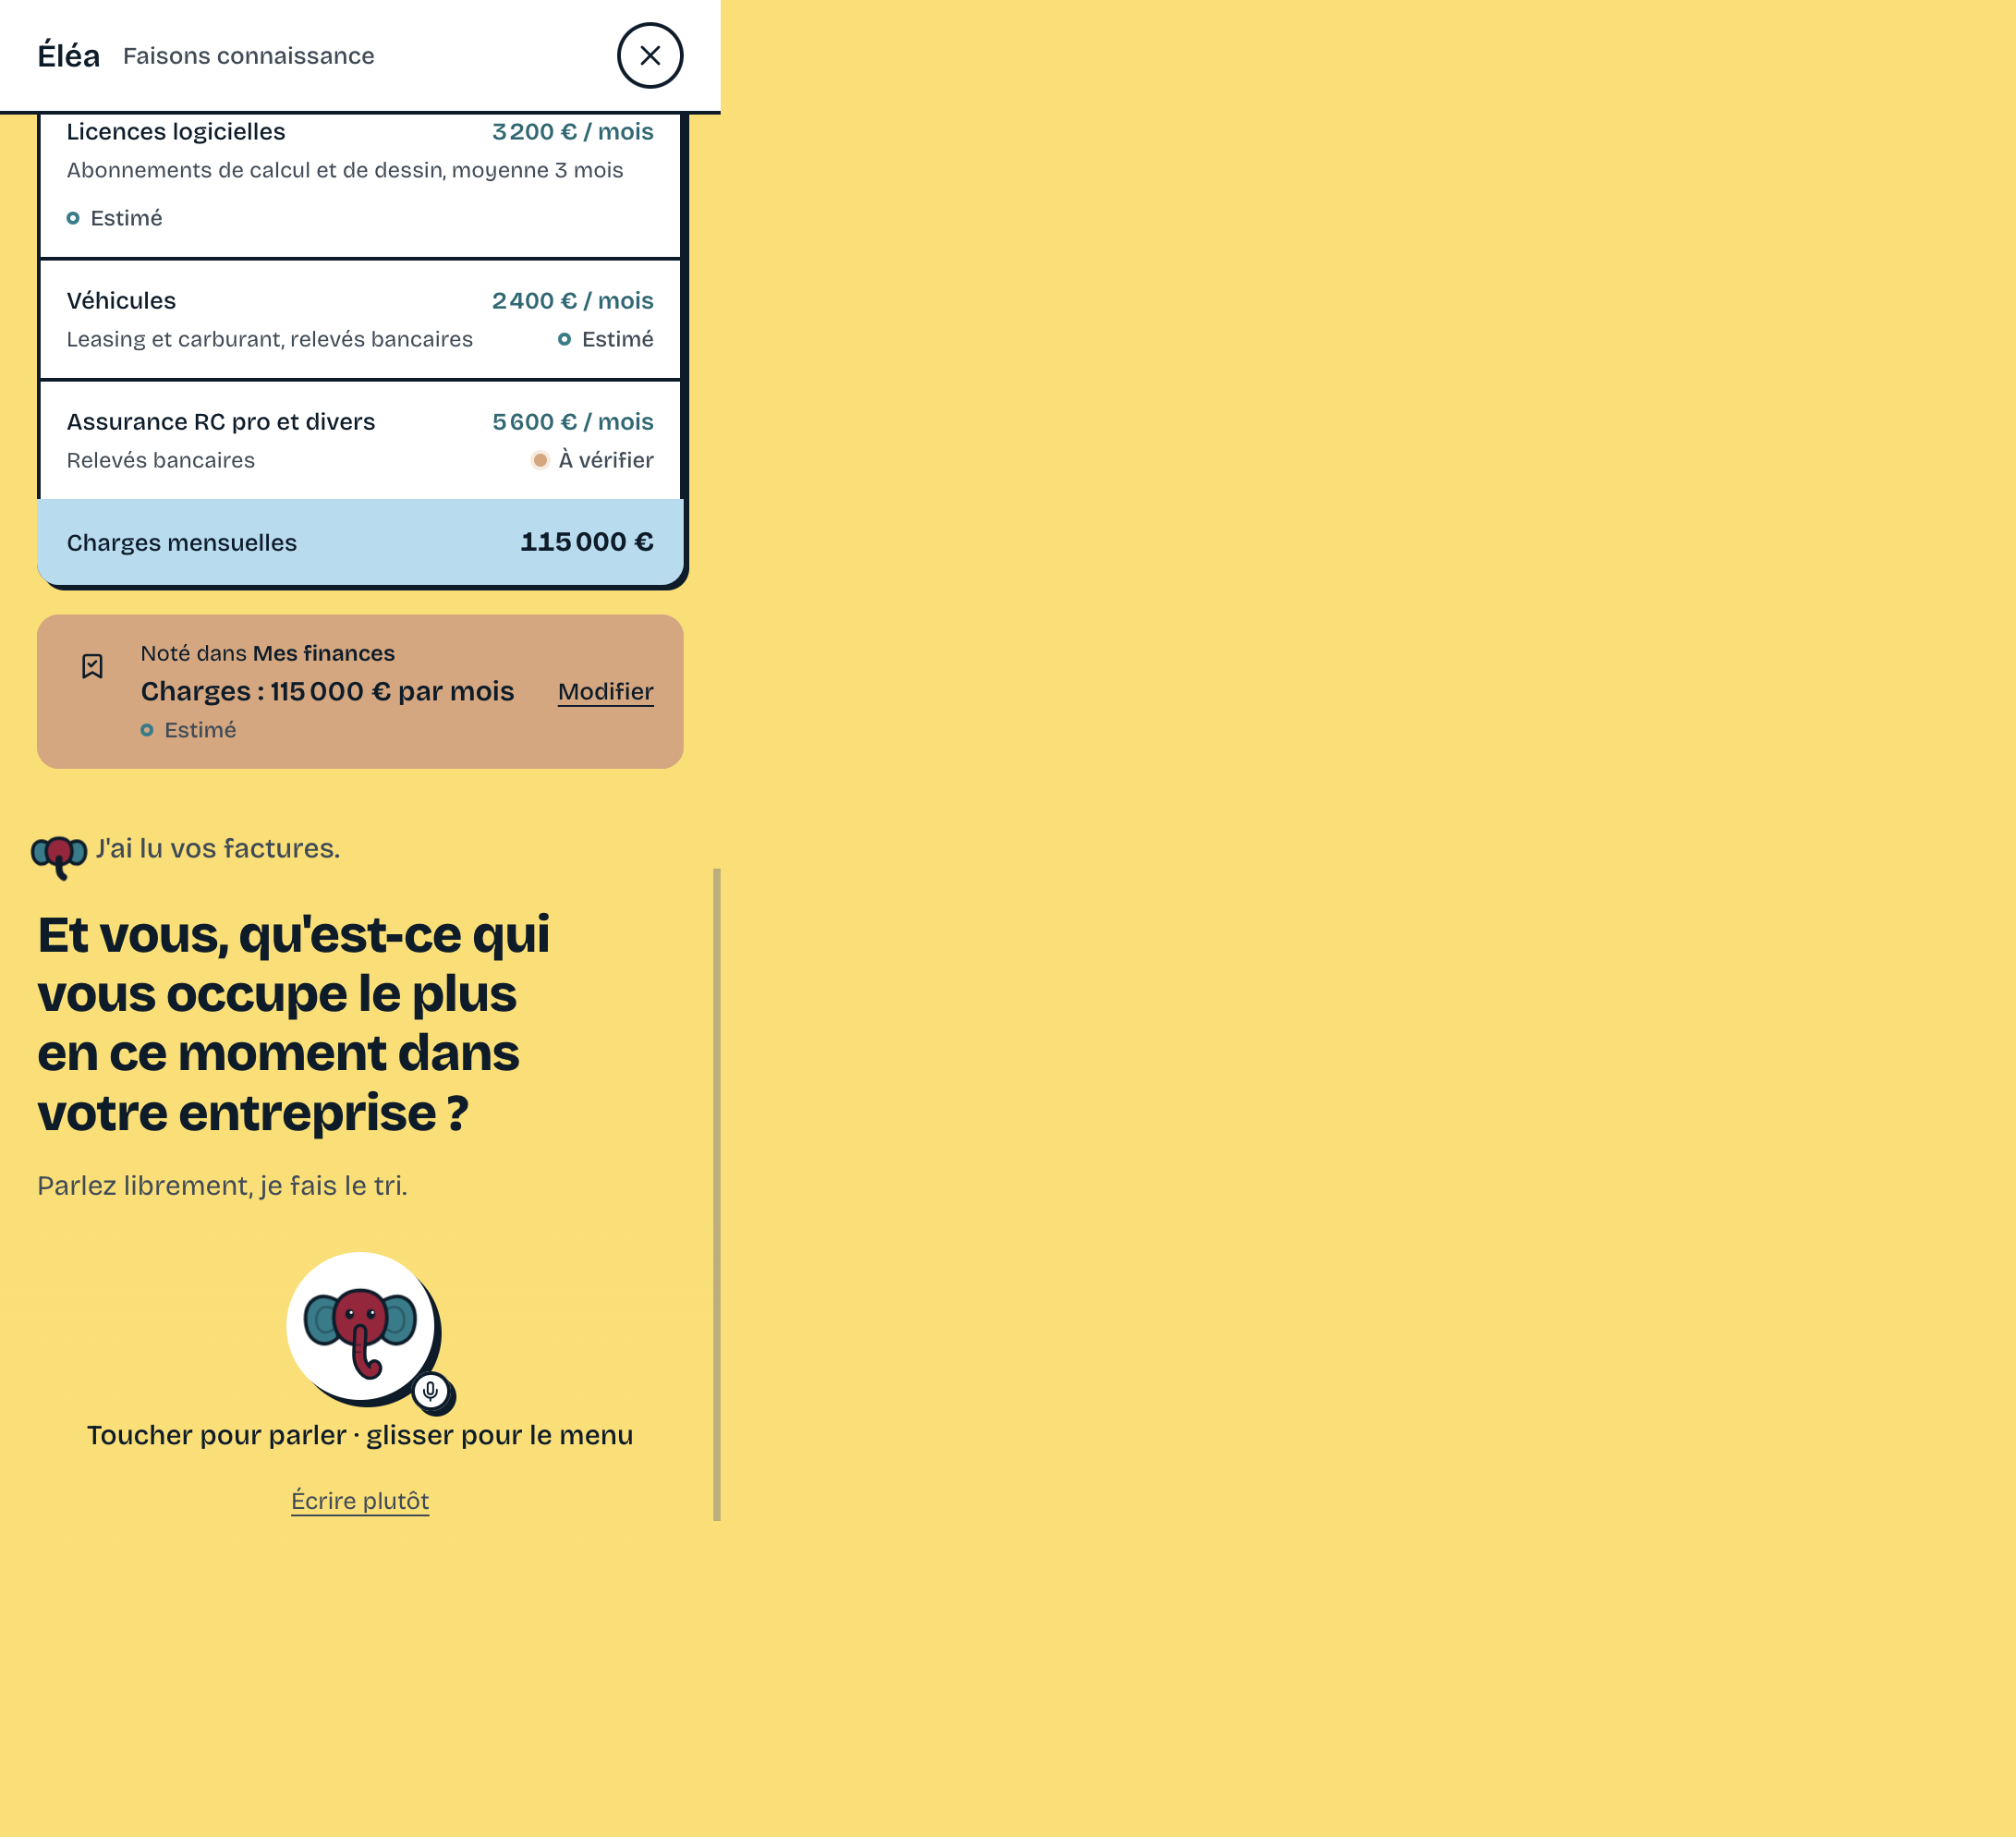 Éléa Faisons connaissance
Licences logicielles 3 200 € / mois
Abonnements de calcul et de dessin, moyenne 3 mois
Estimé
Véhicules 2 400 € / mois
Leasing et carburant, relevés bancaires Estimé
Assurance RC pro et divers 5 600 € / mois
Relevés bancaires À vérifier
Charges mensuelles 115 000 €
Noté dans Mes finances
Charges : 115 000 € par mois Modifier
Estimé
J'ai lu vos factures.
Et vous, qu'est-ce qui
vous occupe le plus
en ce moment dans
votre entreprise ?
Parlez librement, je fais le tri.
Toucher pour parler · glisser pour le menu
Écrire plutôt